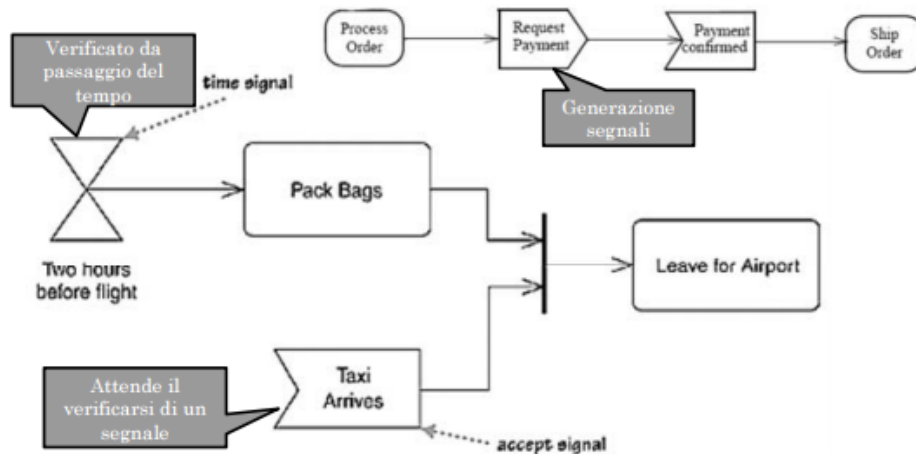 Verificato da
passaggio del
tempo
time signal
Process
Order
Request
Payment
Payment
confirmed
Ship
Order
Generazione
segnali
Pack Bags
Two hours
before flight
Leave for Airport
Attende il
verificarsi di un
segnale
Taxi
Arrives
accept signal